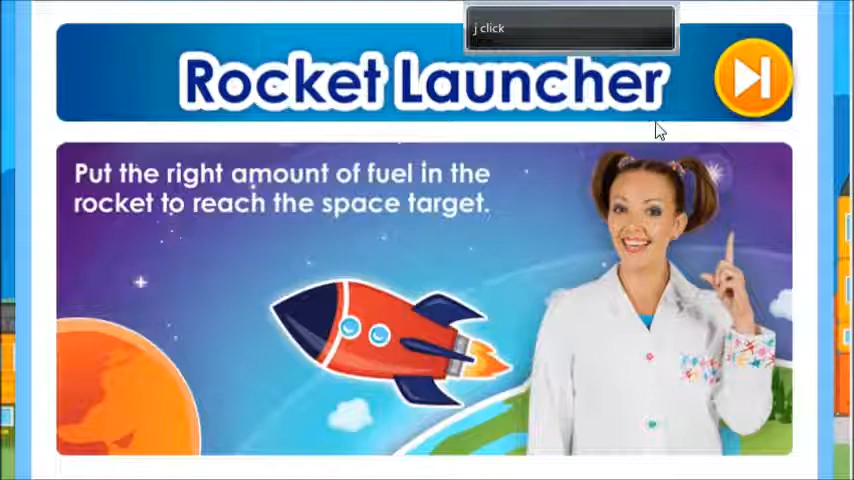 j click
Rocket Launcher
Put the right amount of fuel in the
rocket to reach the space target.